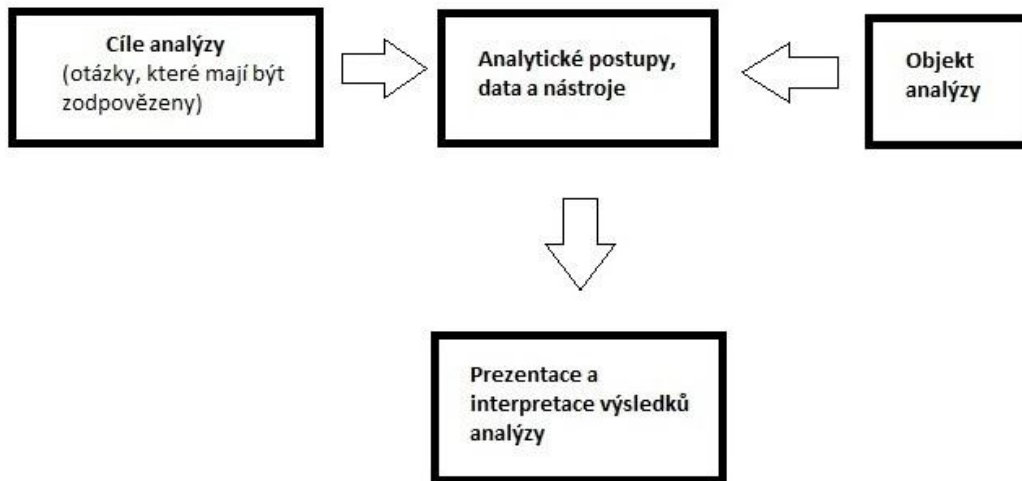 Cíle analýzy
(otázky, které mají být
zodpovězeny)
Analytické postupy,
data a nástroje
Objekt
analýzy
Prezentace a
interpretace výsledků
analýzy